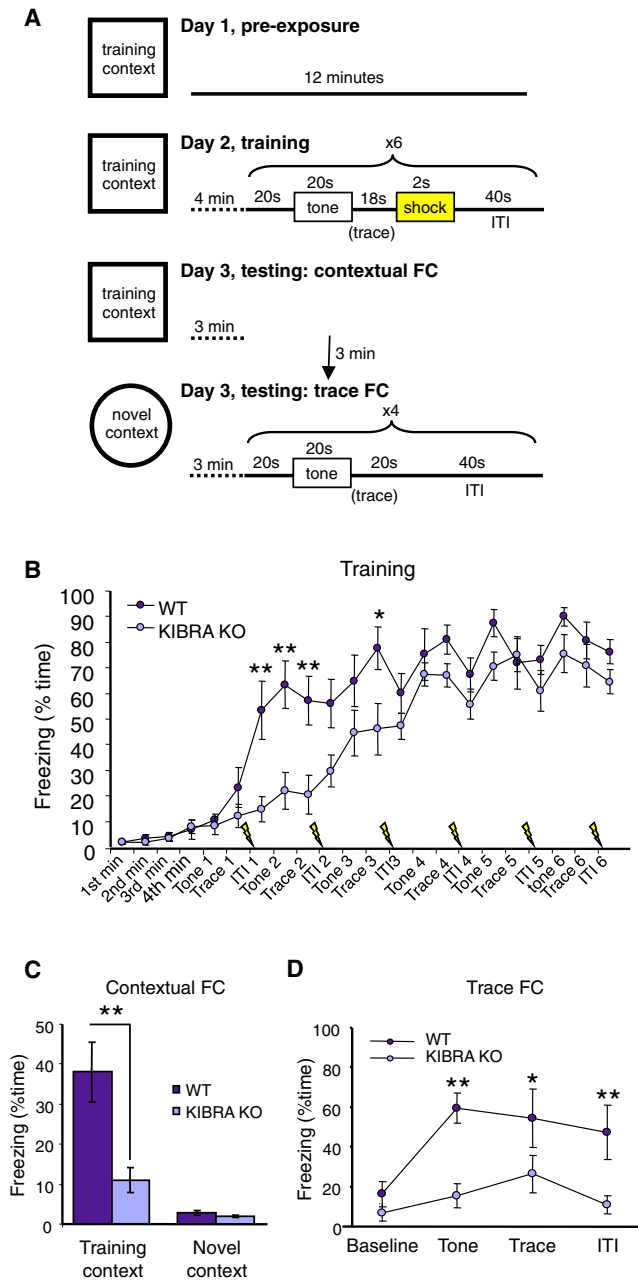 A
Day 1, pre-exposure
training
context
12 minutes
Day 2, training
training
context
x6
4 min
20s
20s
tone
18s
(trace)
2s
shock
40s
ITI
Day 3, testing: contextual FC
training
context
3 min
3 min
Day 3, testing: trace FC
novel
context
x4
3 min
20s
20s
tone
20s
(trace)
40s
ITI
B
Training
Freezing (% time)
100
90
80
70
60
50
40
30
20
10
0
WT
KIBRA KO
**
**
**
*
1st min
2nd min
3rd min
4th min
Tone 1
Trace 1
ITI 1
Tone 2
Trace 2
ITI 2
Tone 3
Trace 3
ITI3
Tone 4
Trace 4
ITI 4
Tone 5
Trace 5
ITI 5
tone 6
Trace 6
ITI 6
C
Contextual FC
Freezing (%time)
50
40
30
20
10
0
**
WT
KIBRA KO
Training
context
Novel
context
D
Trace FC
Freezing (%time)
100
80
60
40
20
0
WT
KIBRA KO
**
*
**
Baseline
Tone
Trace
ITI